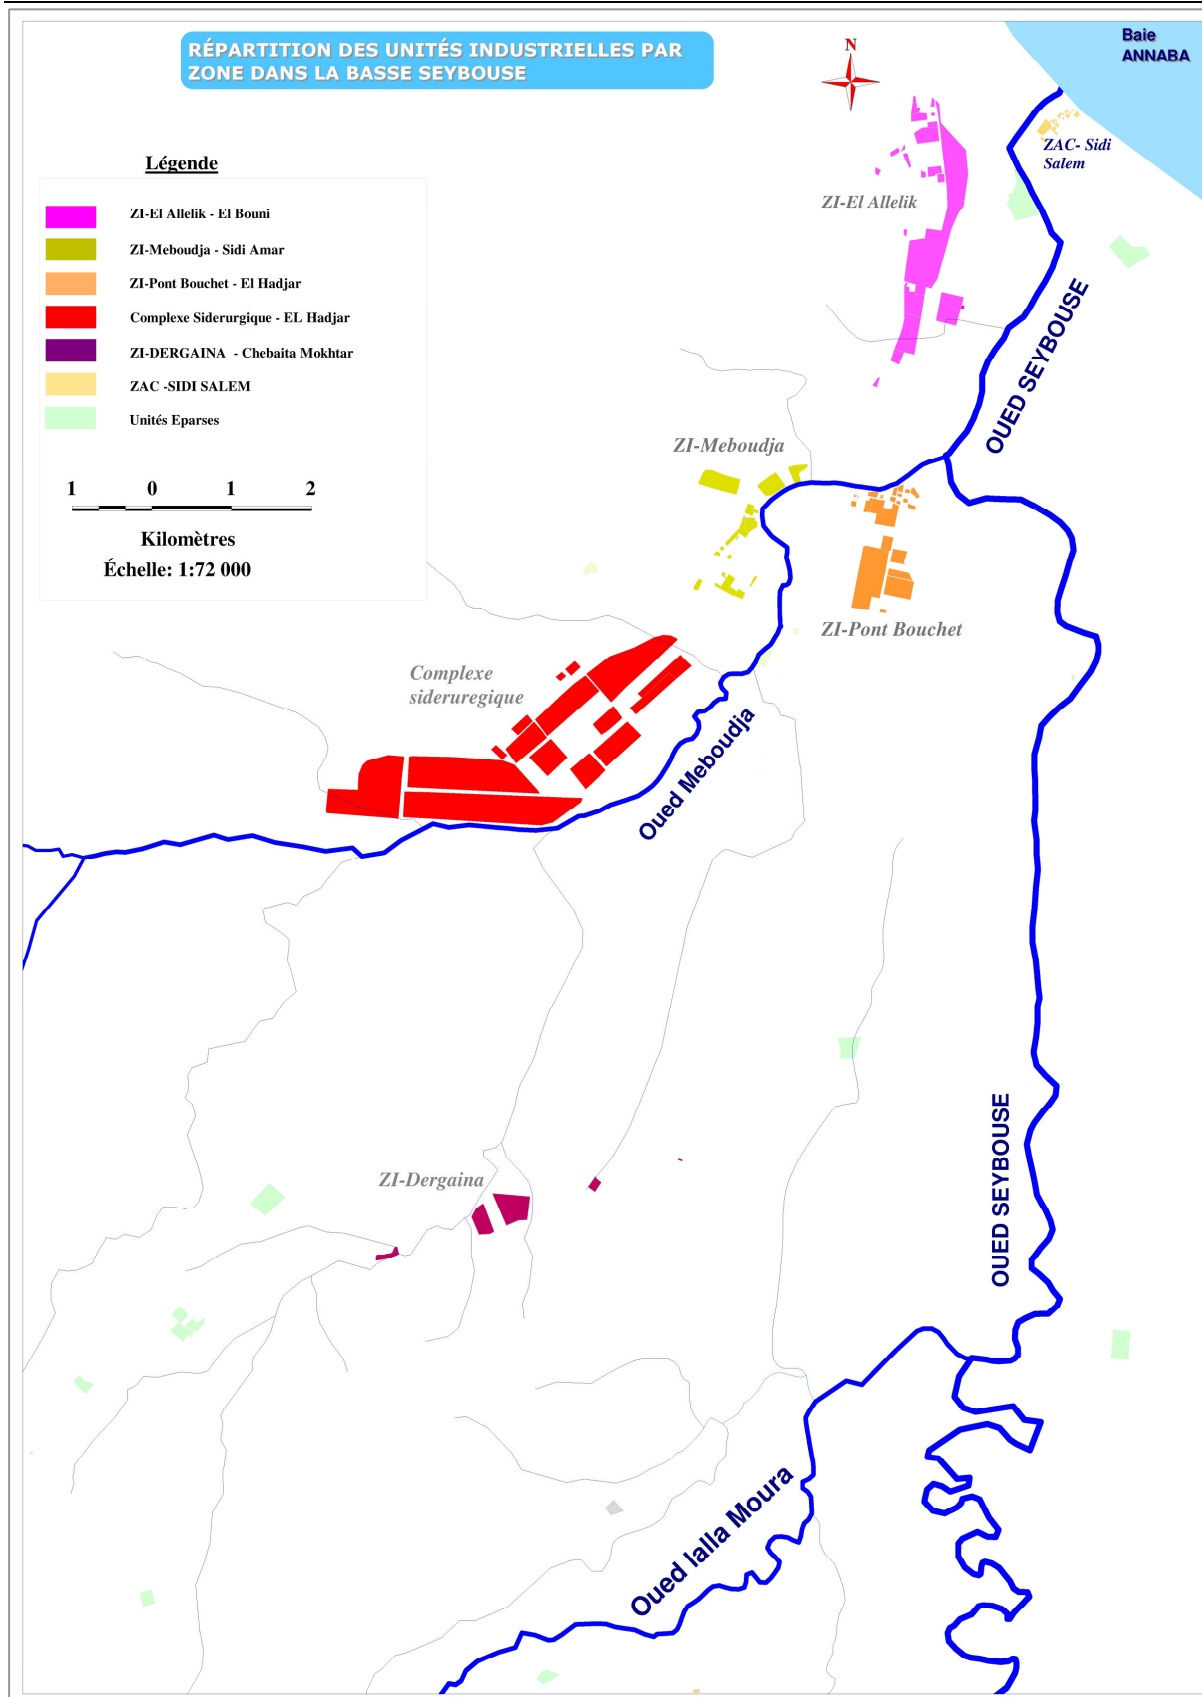 RÉPARTITION DES UNITÉS INDUSTRIELLES PAR
ZONE DANS LA BASSE SEYBOUSE
N
Baie
ANNABA
ZAC- Sidi
Salem
Légende
ZI-El Allelik - El Bouni
ZI-Meboudja - Sidi Amar
ZI-Pont Bouchet - El Hadjar
Complexe Siderurgique - EL Hadjar
ZI-DERGAINA - Chebaita Mokhtar
ZAC -SIDI SALEM
Unités Eparses
1 0 1 2
Kilomètres
Échelle: 1:72 000
ZI-El Allelik
OUED SEYBOUSE
ZI-Meboudja
ZI-Pont Bouchet
Complexe
sideruregique
Oued Meboudja
OUED SEYBOUSE
ZI-Dergaina
Oued lalla Moura